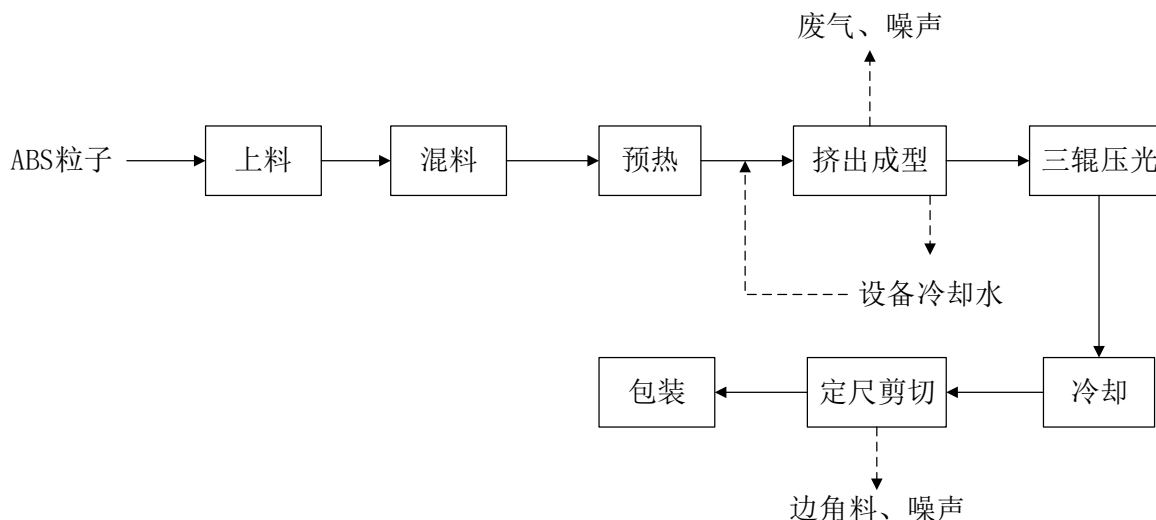 废气、噪声
ABS粒子
上料
混料
预热
挤出成型
三辊压光
设备冷却水
包装
定尺剪切
冷却
边角料、噪声